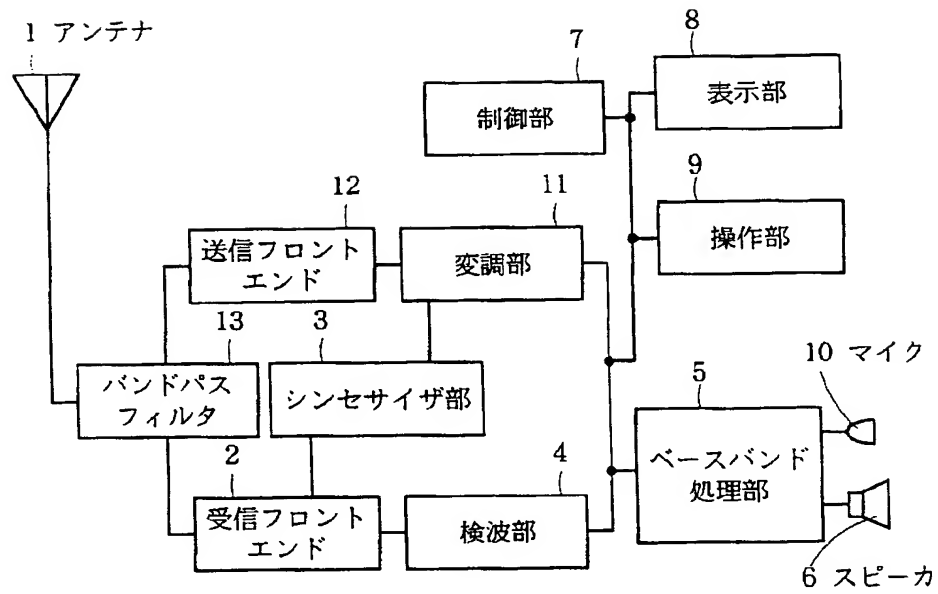 1 アンテナ
7
制御部
8
表示部
9
操作部
12
送信フロント
エンド
11
変調部
13
バンドパス
フィルタ
3
シンセサイザ部
2
受信フロント
エンド
4
検波部
5
ベースバンド
処理部
10 マイク
6 スピーカ